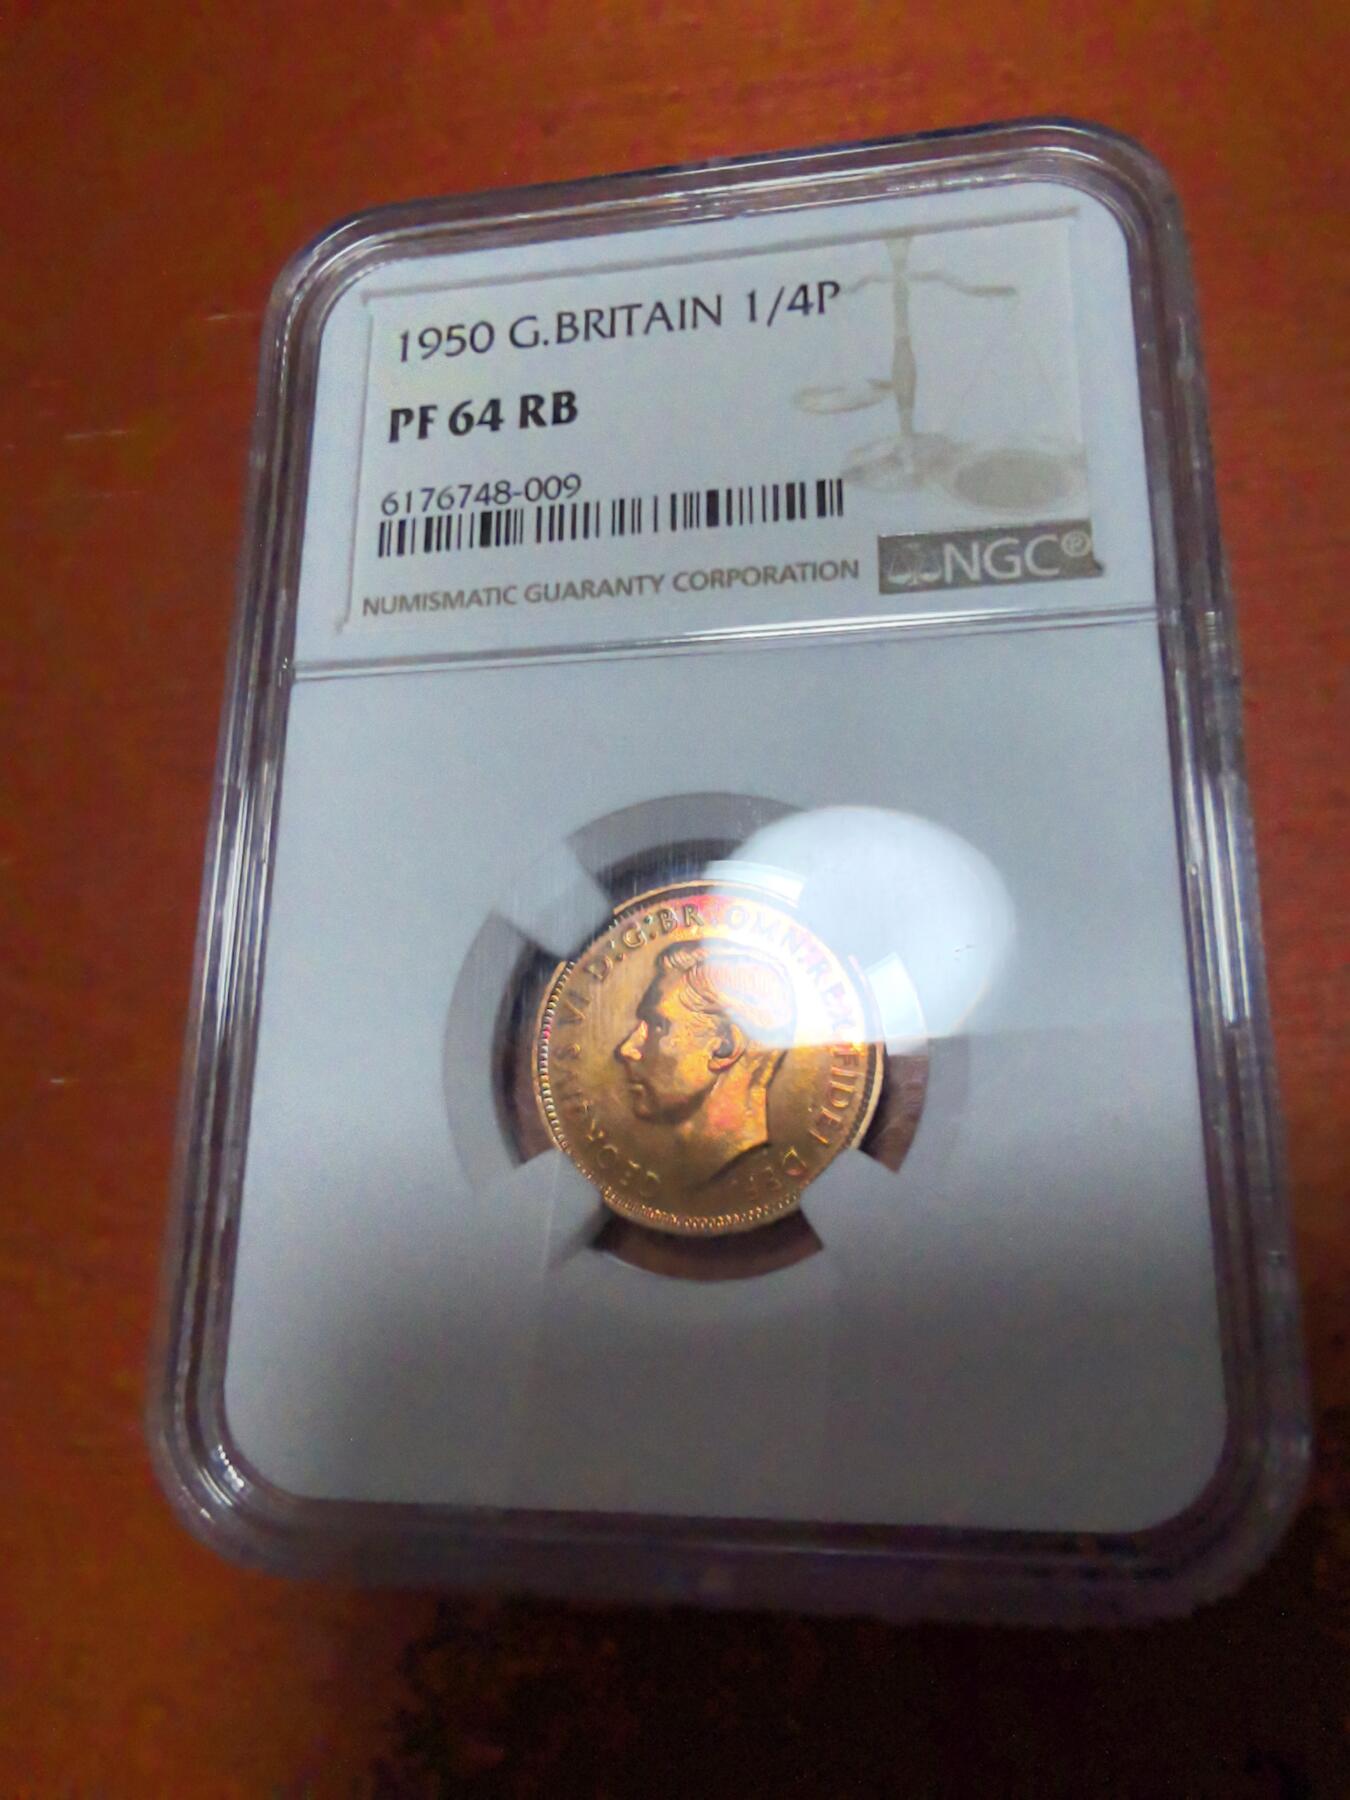 1950 G.BRITAIN 1/4P
PF 64 RB
6176748-009
NUMISMATIC GUARANTY CORPORATION
NGC®
GEORGIVS VI D:G:BR:OMN:REX FIDEI DEF.